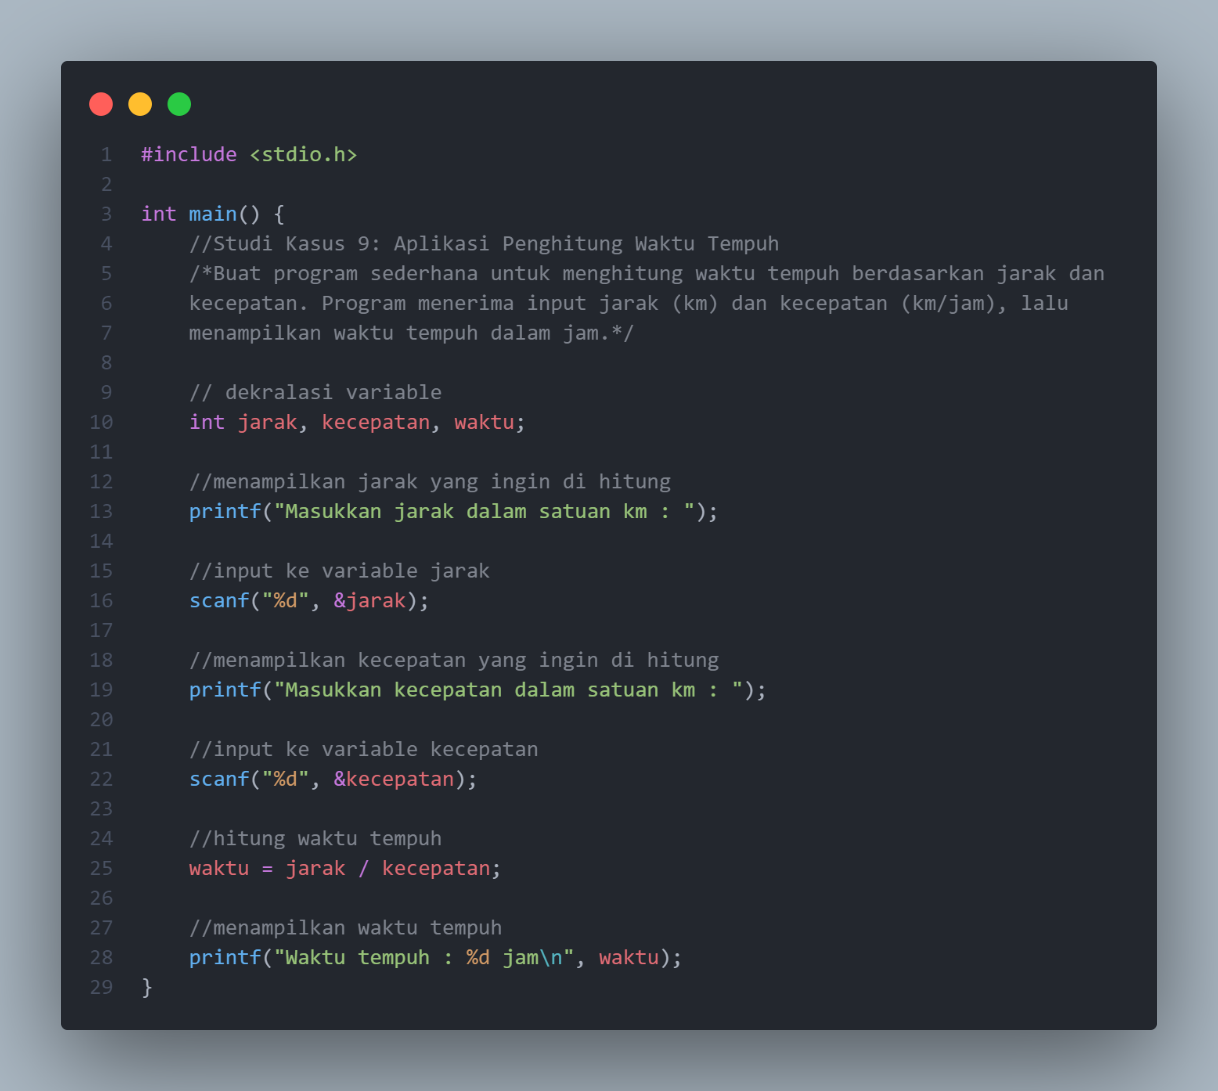 1 #include <stdio.h>
2
3 int main() {
4     //Studi Kasus 9: Aplikasi Penghitung Waktu Tempuh
5     /*Buat program sederhana untuk menghitung waktu tempuh berdasarkan jarak dan
6     kecepatan. Program menerima input jarak (km) dan kecepatan (km/jam), lalu
7     menampilkan waktu tempuh dalam jam.*/
8
9     // dekralasi variable
10     int jarak, kecepatan, waktu;
11
12     //menampilkan jarak yang ingin di hitung
13     printf("Masukkan jarak dalam satuan km : ");
14
15     //input ke variable jarak
16     scanf("%d", &jarak);
17
18     //menampilkan kecepatan yang ingin di hitung
19     printf("Masukkan kecepatan dalam satuan km : ");
20
21     //input ke variable kecepatan
22     scanf("%d", &kecepatan);
23
24     //hitung waktu tempuh
25     waktu = jarak / kecepatan;
26
27     //menampilkan waktu tempuh
28     printf("Waktu tempuh : %d jam\n", waktu);
29 }